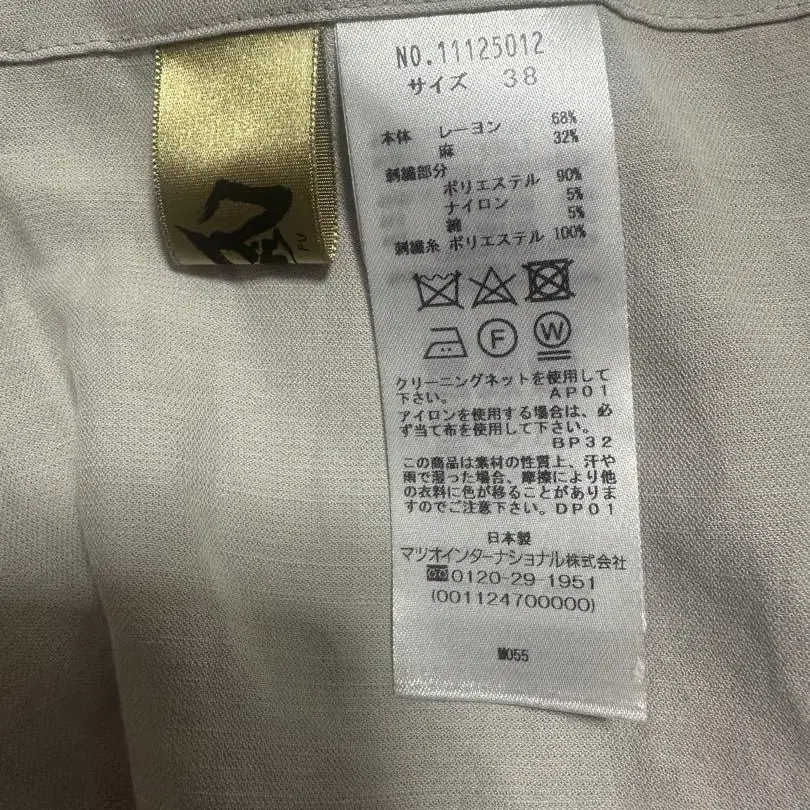 NO.11125012
サイズ 38
本体 レーヨン 68%
麻 32%
刺繍部分
ポリエステル 90%
ナイロン 5%
綿 5%
刺繍糸 ポリエステル 100%
F
W
クリーニングネットを使用して
下さい。 AP01
アイロンを使用する場合は、必
ず当て布を使用して下さい。
BP32
この商品は素材の性質上、汗や
雨で湿った場合、摩擦により他
の衣料に色が移ることがありま
すのでご注意下さい。DP01
日本製
マツオインターナショナル株式会社
0120-29-1951
(001124700000)
M055
FU